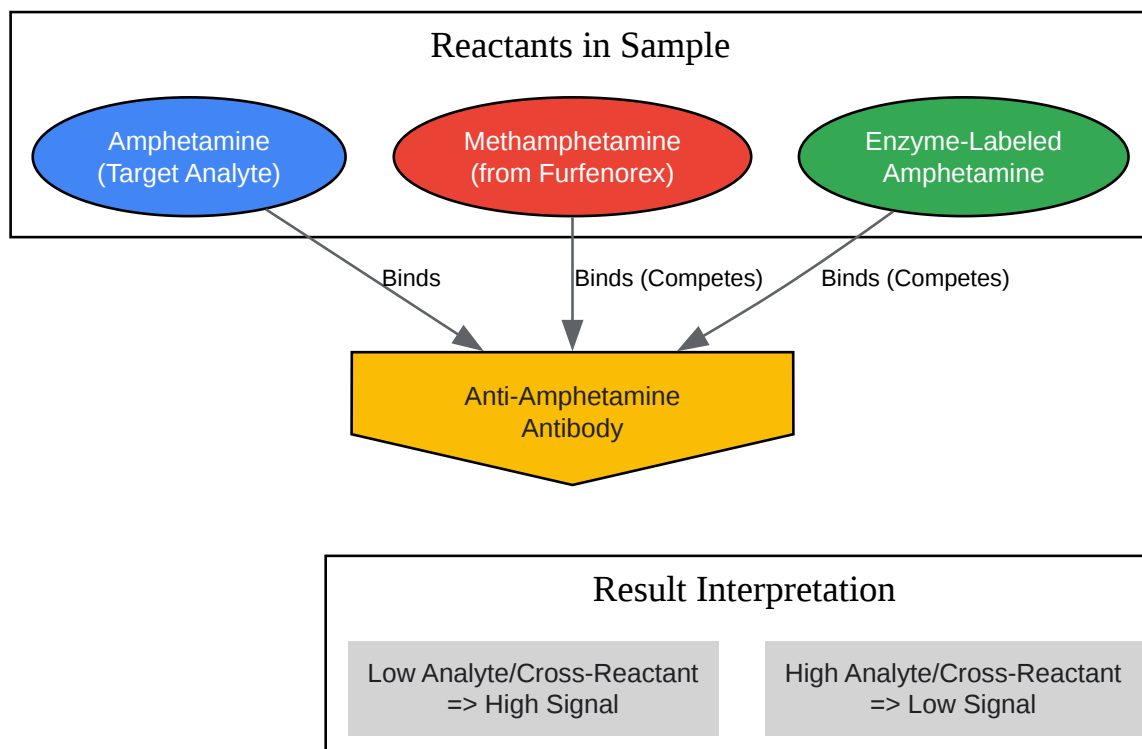 Reactants in Sample
Amphetamine
(Target Analyte)
Methamphetamine
(from Furfenorex)
Enzyme-Labeled
Amphetamine
Binds
Binds (Competes)
Binds (Competes)
Anti-Amphetamine
Antibody
Result Interpretation
Low Analyte/Cross-Reactant
=> High Signal
High Analyte/Cross-Reactant
=> Low Signal